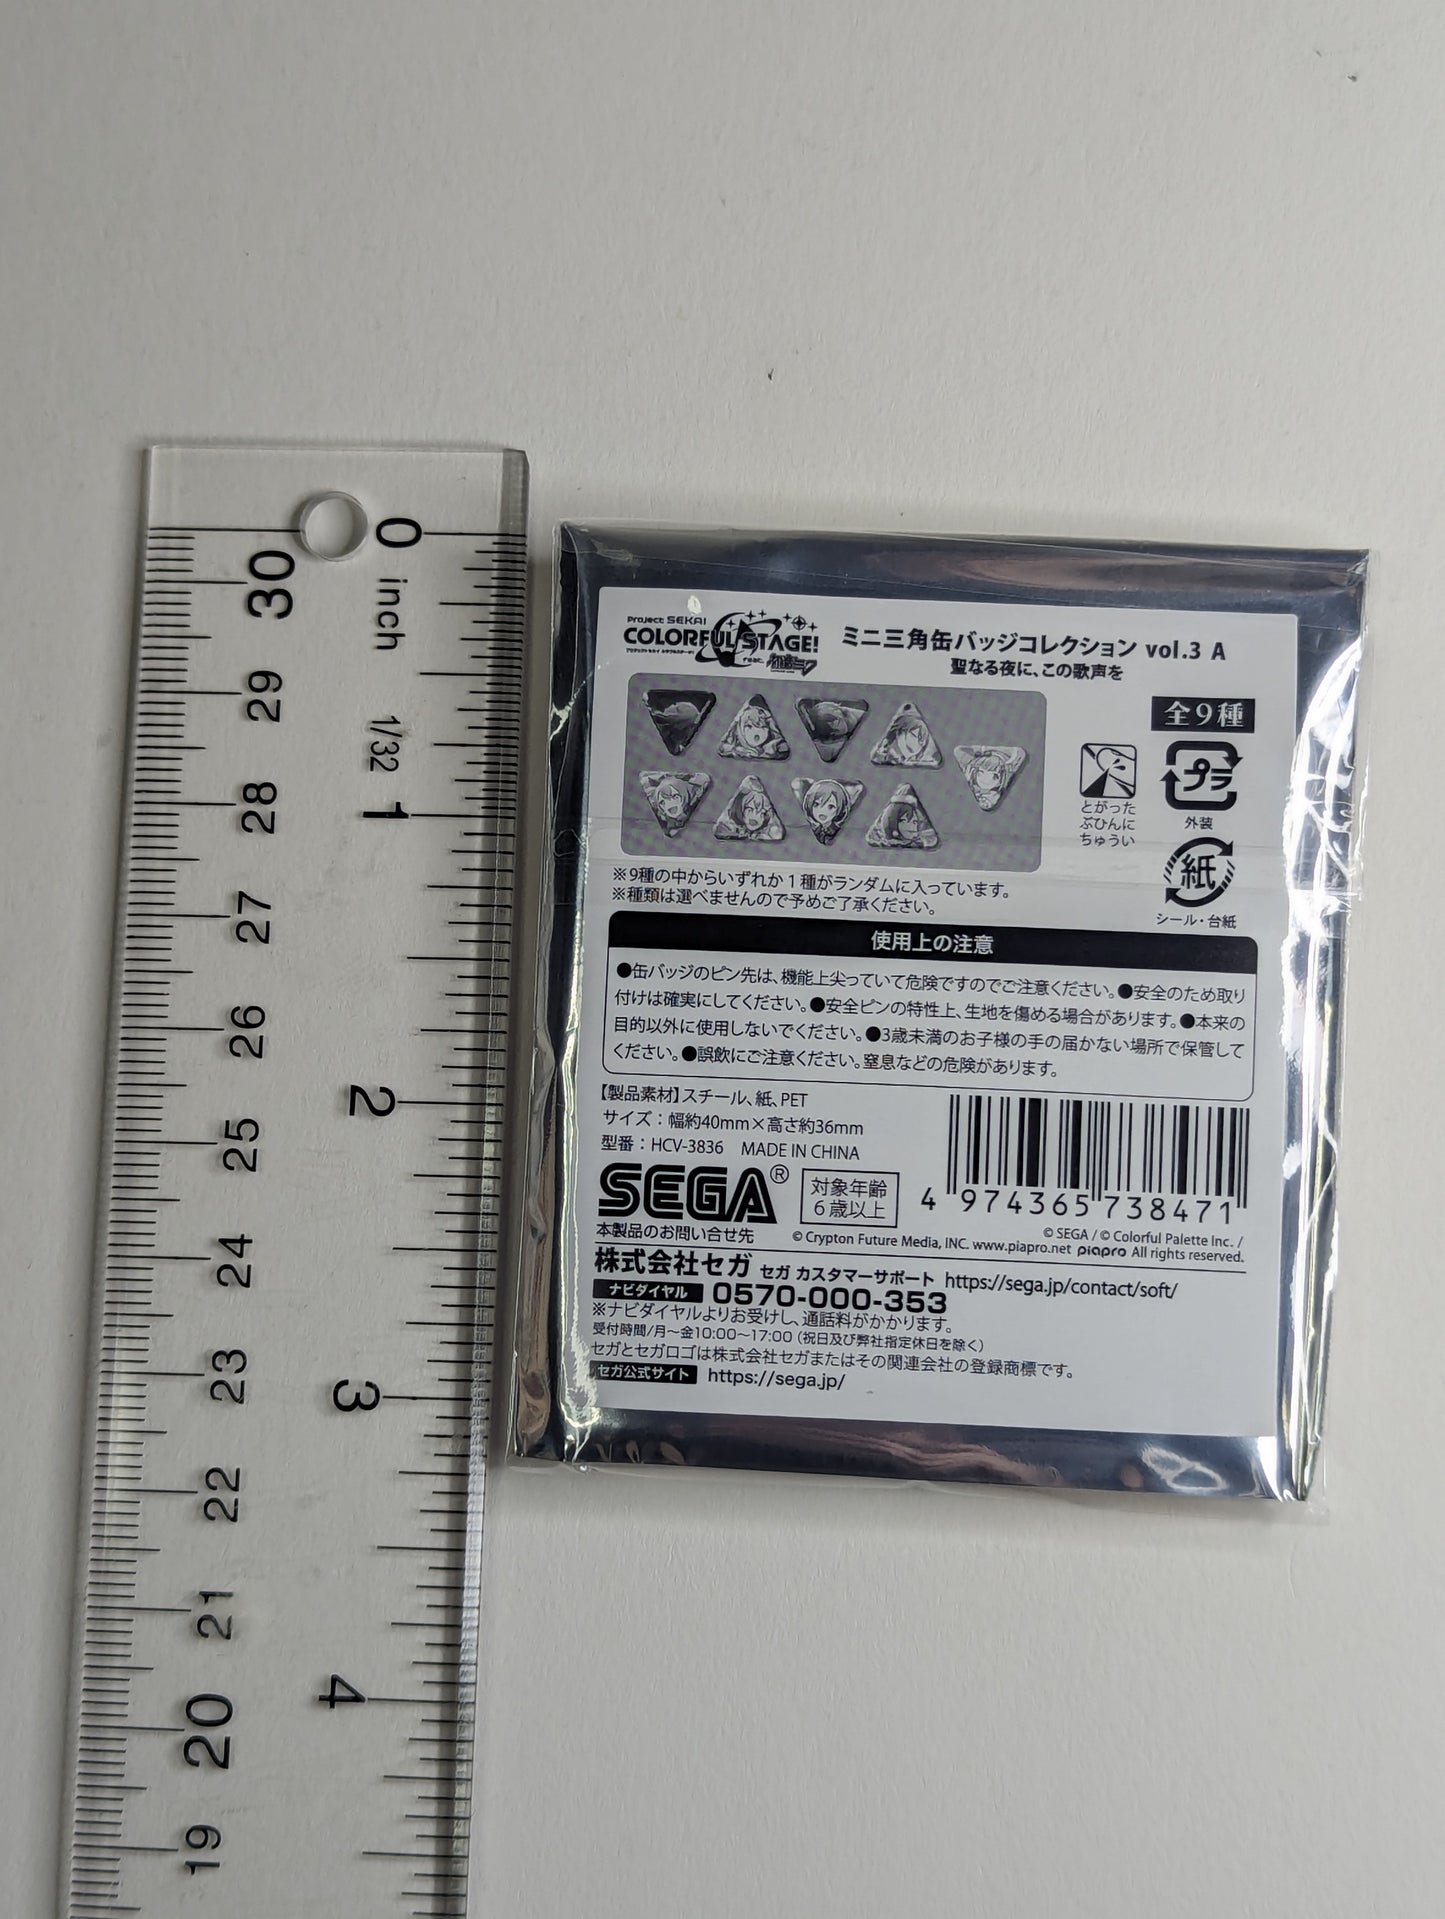 0
inch
1/32
1
2
3
4
30
29
28
27
26
25
24
23
22
21
20
19
Project SEKAI
COLORFUL STAGE!
feat. 初音ミク
ミニ三角缶バッジコレクション vol.3 A
聖なる夜に、この歌声を
全9種
とがった
ぶひんに
ちゅうい
プラ
外装
紙
シール・台紙
※9種の中からいずれか1種がランダムに入っています。
※種類は選べませんので予めご了承ください。
使用上の注意
●缶バッジのピン先は、機能上尖っていて危険ですのでご注意ください。●安全のため取り
付けは確実にしてください。●安全ピンの特性上、生地を傷める場合があります。●本来の
目的以外に使用しないでください。●3歳未満のお子様の手の届かない場所で保管して
ください。●誤飲にご注意ください。窒息などの危険があります。
【製品素材】スチール、紙、PET
サイズ：幅約40mm×高さ約36mm
型番：HCV-3836 MADE IN CHINA
SEGA®
対象年齢
6歳以上
4 974365 738471
本製品のお問い合せ先
© SEGA / © Colorful Palette Inc. /
© Crypton Future Media, INC. www.piapro.net piapro All rights reserved.
株式会社セガ セガ カスタマーサポート https://sega.jp/contact/soft/
ナビダイヤル 0570-000-353
※ナビダイヤルよりお受けし、通話料がかかります。
受付時間/月～金10:00～17:00（祝日及び弊社指定休日を除く）
セガとセガロゴは株式会社セガまたはその関連会社の登録商標です。
セガ公式サイト https://sega.jp/